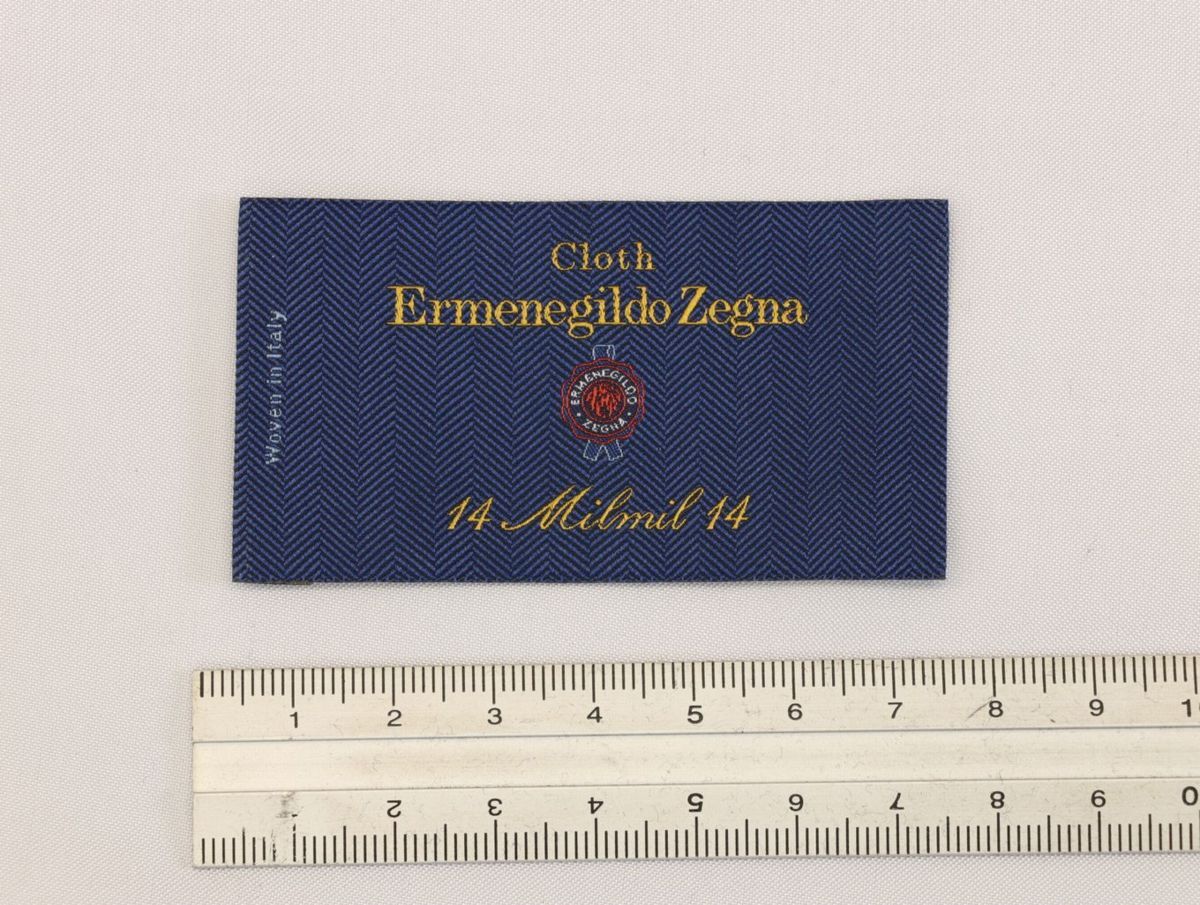 Cloth
Ermenegildo Zegna
ERMENEGILDO
ZEGNA
14 Milmil 14
Woven in Italy
1 2 3 4 5 6 7 8 9 1
2 3 4 5 6 7 8 9 0